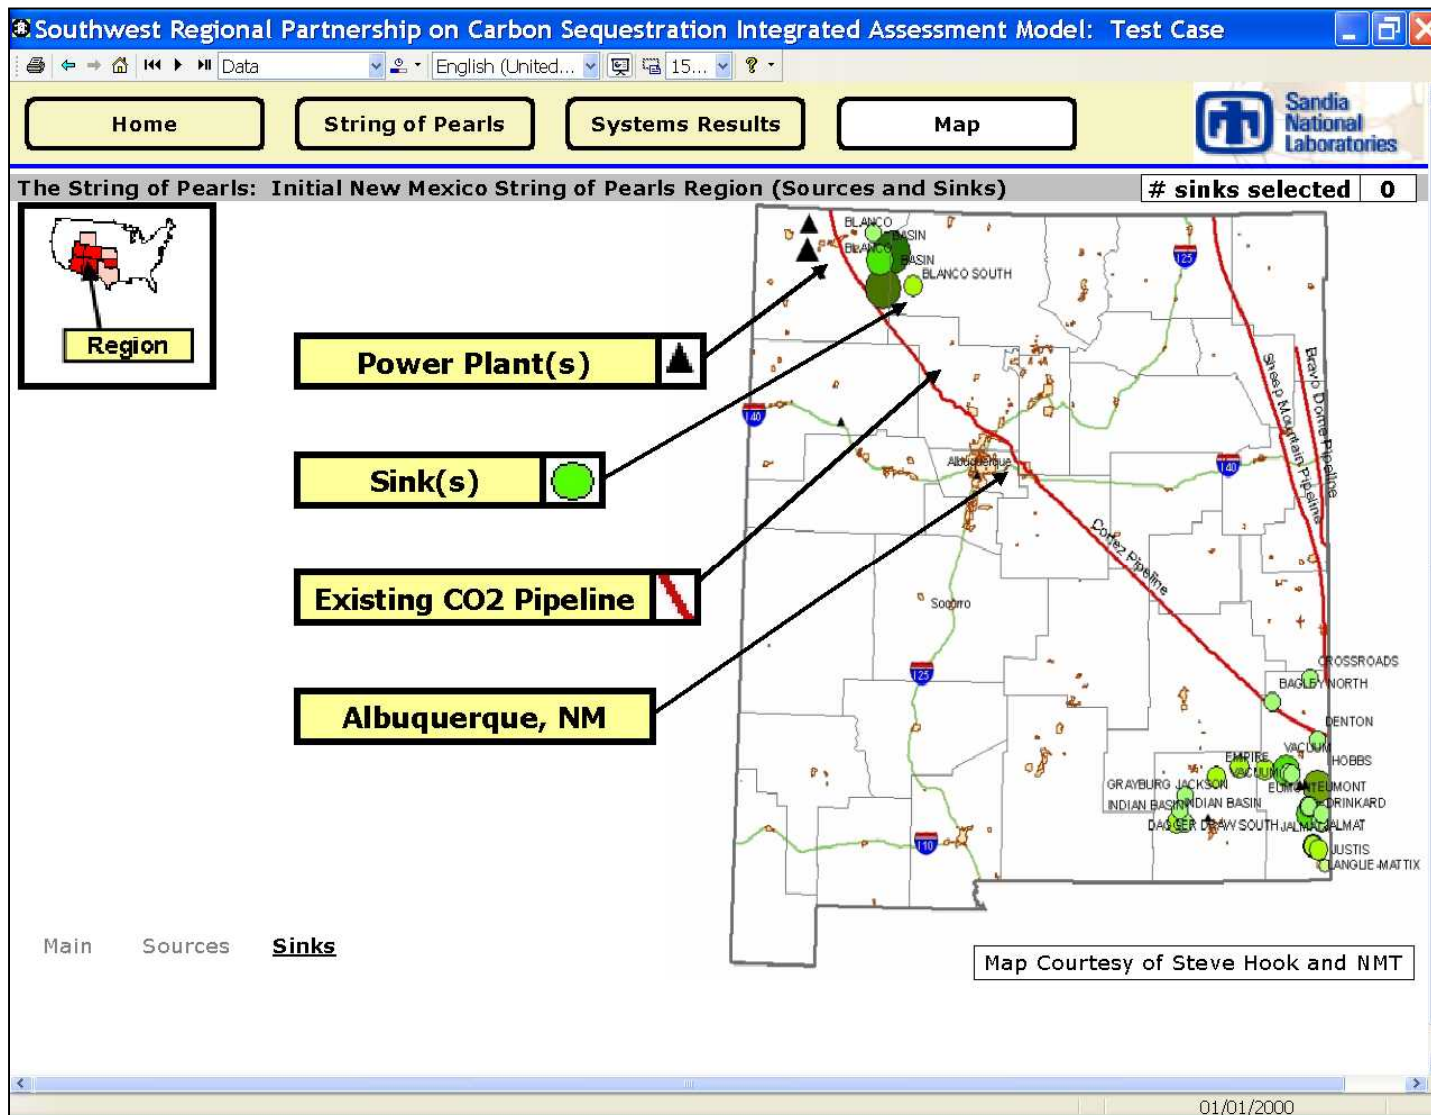 Southwest Regional Partnership on Carbon Sequestration Integrated Assessment Model: Test Case
Data
English (United...
15...
Home
String of Pearls
Systems Results
Map
Sandia
National
Laboratories
The String of Pearls: Initial New Mexico String of Pearls Region (Sources and Sinks)
# sinks selected 0
Region
Power Plant(s)
Sink(s)
Existing CO2 Pipeline
Albuquerque, NM
BLANCO
BASIN
BLANCO
BASIN
BLANCO SOUTH
125
Sheep Mountain Pipeline
Bravo Dome Pipeline
140
140
Albuquerque
Cortez Pipeline
Socorro
125
CROSSROADS
BAGLEY NORTH
DENTON
VACUUM
HOBBS
EMPIRE
VACUUM
GRAYBURG JACKSON
EUMONT
EUMONT
INDIAN BASIN
INDIAN BASIN
DRINKARD
DAGGER DRAW SOUTH
JALMAT
JALMAT
JUSTIS
LANGLIE-MATTIX
110
Main
Sources
Sinks
Map Courtesy of Steve Hook and NMT
01/01/2000